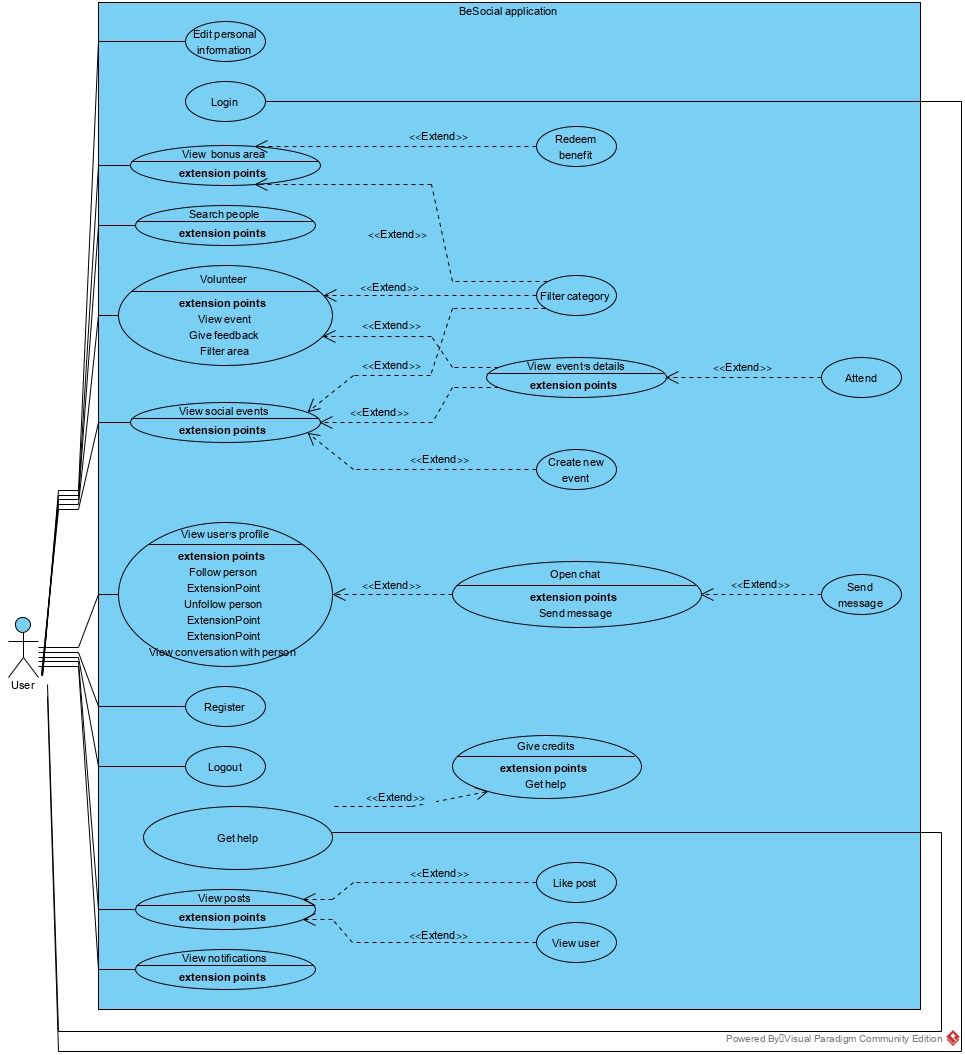 BeSocial application
Edit personal
information
Login
<<Extend>>
Redeem
benefit
View bonus area
extension points
Search people
extension points
<<Extend>>
Volunteer
extension points
View event
Give feedback
Filter area
<<Extend>>
Filter category
<<Extend>>
<<Extend>>
View event's details
extension points
<<Extend>>
Attend
View social events
extension points
<<Extend>>
<<Extend>>
Create new
event
View user's profile
extension points
Follow person
ExtensionPoint
Unfollow person
ExtensionPoint
ExtensionPoint
View conversation with person
<<Extend>>
Open chat
extension points
Send message
<<Extend>>
Send
message
User
Register
Logout
Give credits
extension points
Get help
<<Extend>>
Get help
View posts
extension points
<<Extend>>
Like post
<<Extend>>
View user
View notifications
extension points
Powered By Visual Paradigm Community Edition